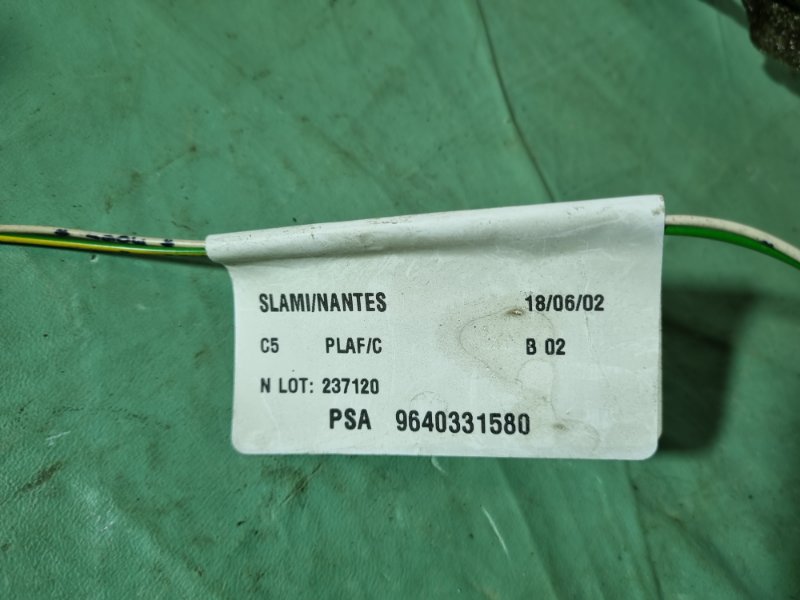 SLAMI/NANTES 18/06/02
C5 PLAF/C B 02
N LOT: 237120
PSA 9640331580